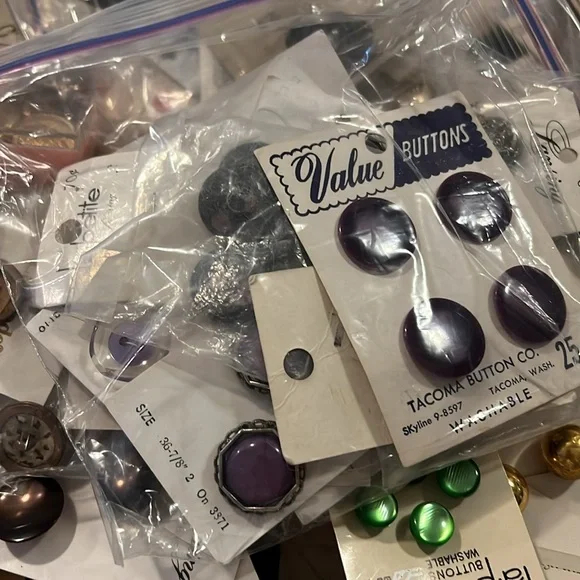 Value BUTTONS
TACOMA BUTTON CO.
SKyline 9-8597 TACOMA, WASH.
WASHABLE
25
SIZE 36-7/8" 2 On 3371
BUTTONS
WASHABLE